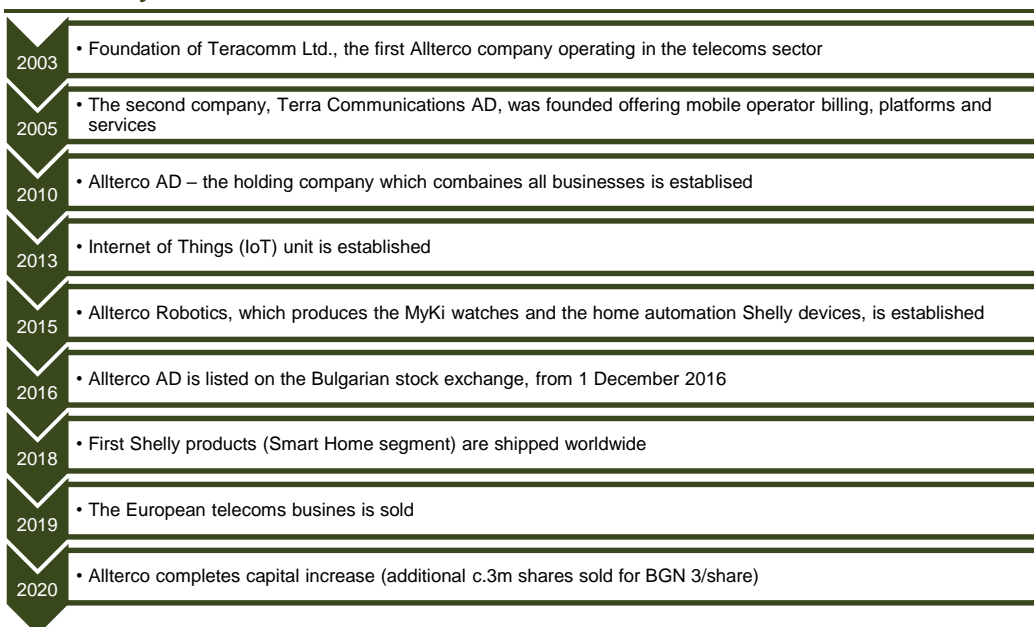 2003
• Foundation of Teracomm Ltd., the first Allterco company operating in the telecoms sector
2005
• The second company, Terra Communications AD, was founded offering mobile operator billing, platforms and
services
2010
• Allterco AD – the holding company which combaines all businesses is establised
2013
• Internet of Things (IoT) unit is established
2015
• Allterco Robotics, which produces the MyKi watches and the home automation Shelly devices, is established
2016
• Allterco AD is listed on the Bulgarian stock exchange, from 1 December 2016
2018
• First Shelly products (Smart Home segment) are shipped worldwide
2019
• The European telecoms busines is sold
2020
• Allterco completes capital increase (additional c.3m shares sold for BGN 3/share)